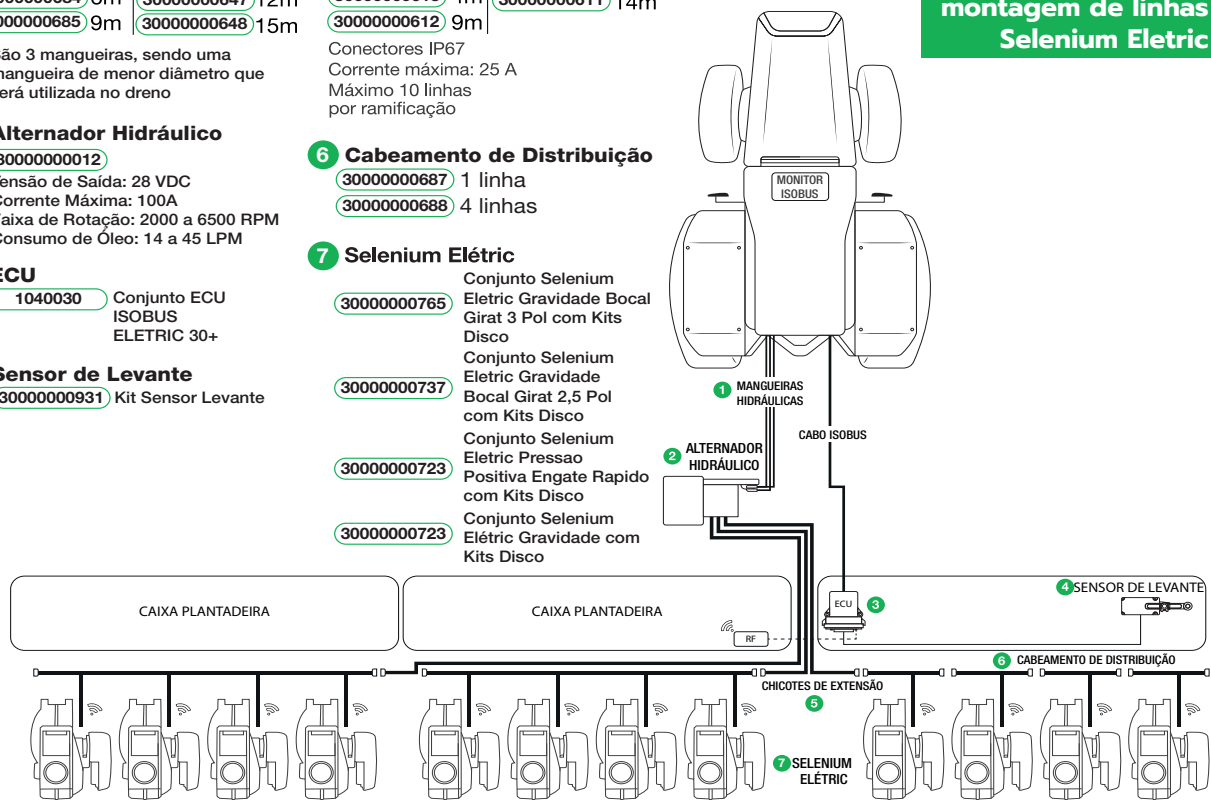 30000000647 12m
000000685 9m 30000000648 15m
São 3 mangueiras, sendo uma
mangueira de menor diâmetro que
será utilizada no dreno
Alternador Hidráulico
30000000012
Tensão de Saída: 28 VDC
Corrente Máxima: 100A
Faixa de Rotação: 2000 a 6500 RPM
Consumo de Óleo: 14 a 45 LPM
ECU
1040030 Conjunto ECU
ISOBUS
ELETRIC 30+
Sensor de Levante
30000000931 Kit Sensor Levante
14m
30000000612 9m
Conectores IP67
Corrente máxima: 25 A
Máximo 10 linhas
por ramificação
6 Cabeamento de Distribuição
30000000687 1 linha
30000000688 4 linhas
7 Selenium Elétric
30000000765 Conjunto Selenium
Eletric Gravidade Bocal
Girat 3 Pol com Kits
Disco
30000000737 Conjunto Selenium
Eletric Gravidade
Bocal Girat 2,5 Pol
com Kits Disco
30000000723 Conjunto Selenium
Eletric Pressao
Positiva Engate Rapido
com Kits Disco
30000000723 Conjunto Selenium
Elétric Gravidade com
Kits Disco
montagem de linhas
Selenium Eletric
MONITOR
ISOBUS
1 MANGUEIRAS
HIDRÁULICAS
CABO ISOBUS
2 ALTERNADOR
HIDRÁULICO
CAIXA PLANTADEIRA
CAIXA PLANTADEIRA
RF
ECU 3
4 SENSOR DE LEVANTE
6 CABEAMENTO DE DISTRIBUIÇÃO
CHICOTES DE EXTENSÃO
5
7 SELENIUM
ELÉTRIC